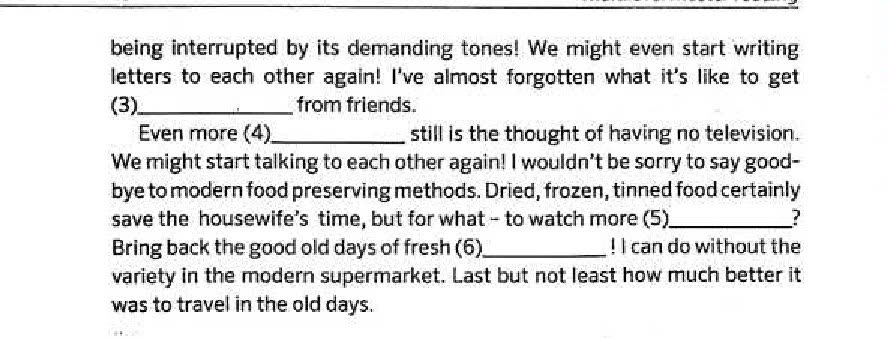 being interrupted by its demanding tones! We might even start writing
letters to each other again! I've almost forgotten what it's like to get
(3)____________ from friends.
Even more (4)____________ still is the thought of having no television.
We might start talking to each other again! I wouldn't be sorry to say good-
bye to modern food preserving methods. Dried, frozen, tinned food certainly
save the housewife's time, but for what – to watch more (5)____________?
Bring back the good old days of fresh (6)____________! I can do without the
variety in the modern supermarket. Last but not least how much better it
was to travel in the old days.